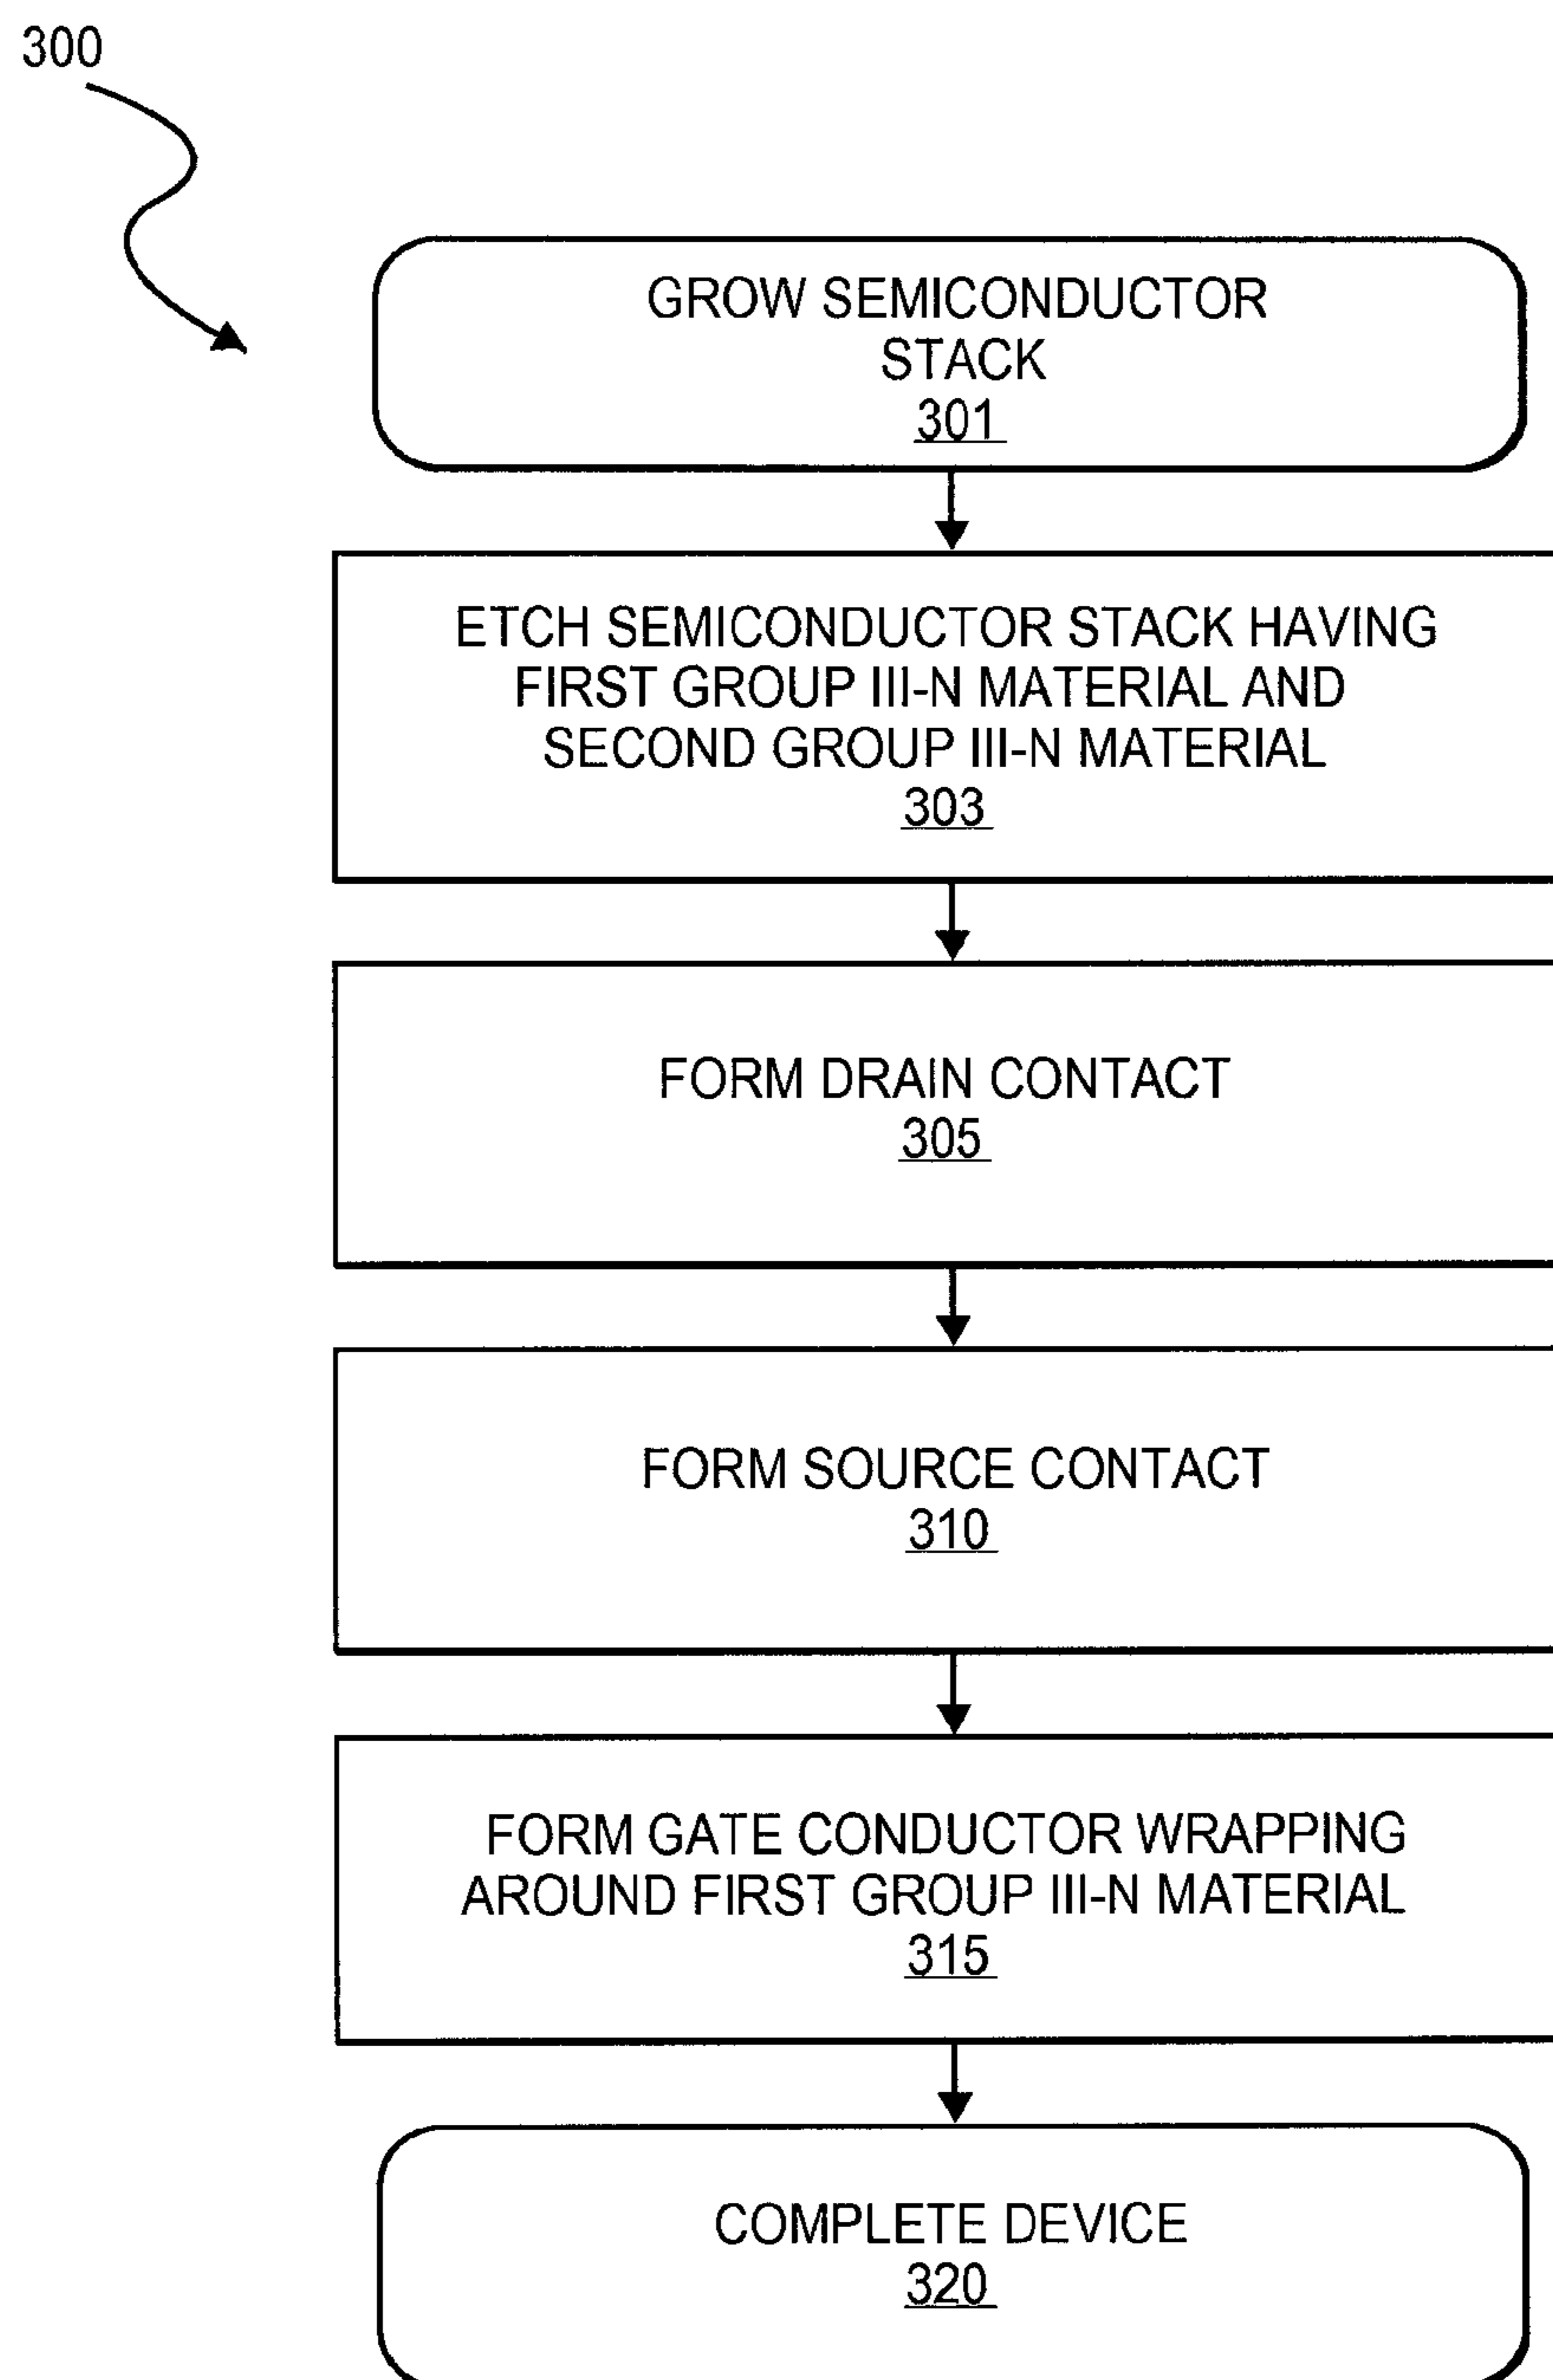 300
GROW SEMICONDUCTOR
STACK
301
ETCH SEMICONDUCTOR STACK HAVING
FIRST GROUP III-N MATERIAL AND
SECOND GROUP III-N MATERIAL
303
FORM DRAIN CONTACT
305
FORM SOURCE CONTACT
310
FORM GATE CONDUCTOR WRAPPING
AROUND FIRST GROUP III-N MATERIAL
315
COMPLETE DEVICE
320